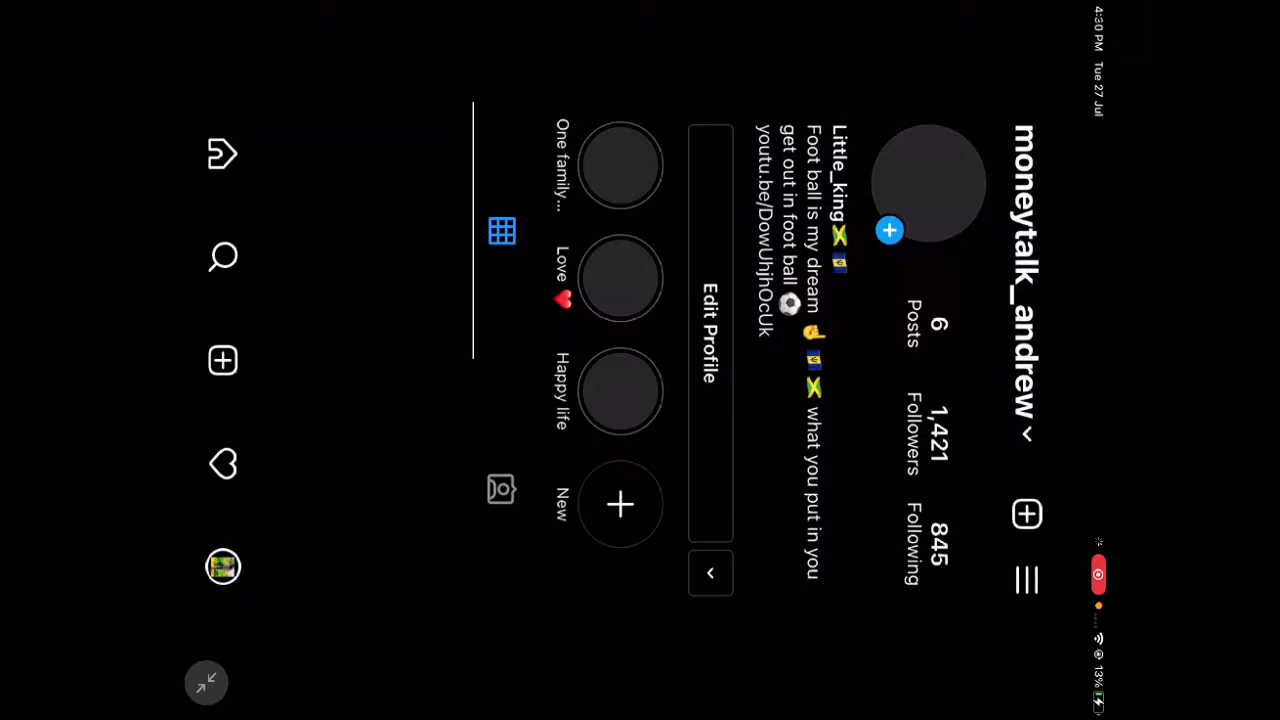 4:30 PM Tue 27 Jul
13%
moneytalk_andrew
6 1,421 845
Posts Followers Following
Little_king🇯🇲🇧🇧
Foot ball is my dream ☝️🇧🇧🇯🇲 what you put in you
get out in foot ball⚽
youtu.be/DowUhjhOcUk
Edit Profile
One family... Love ❤️ Happy life New